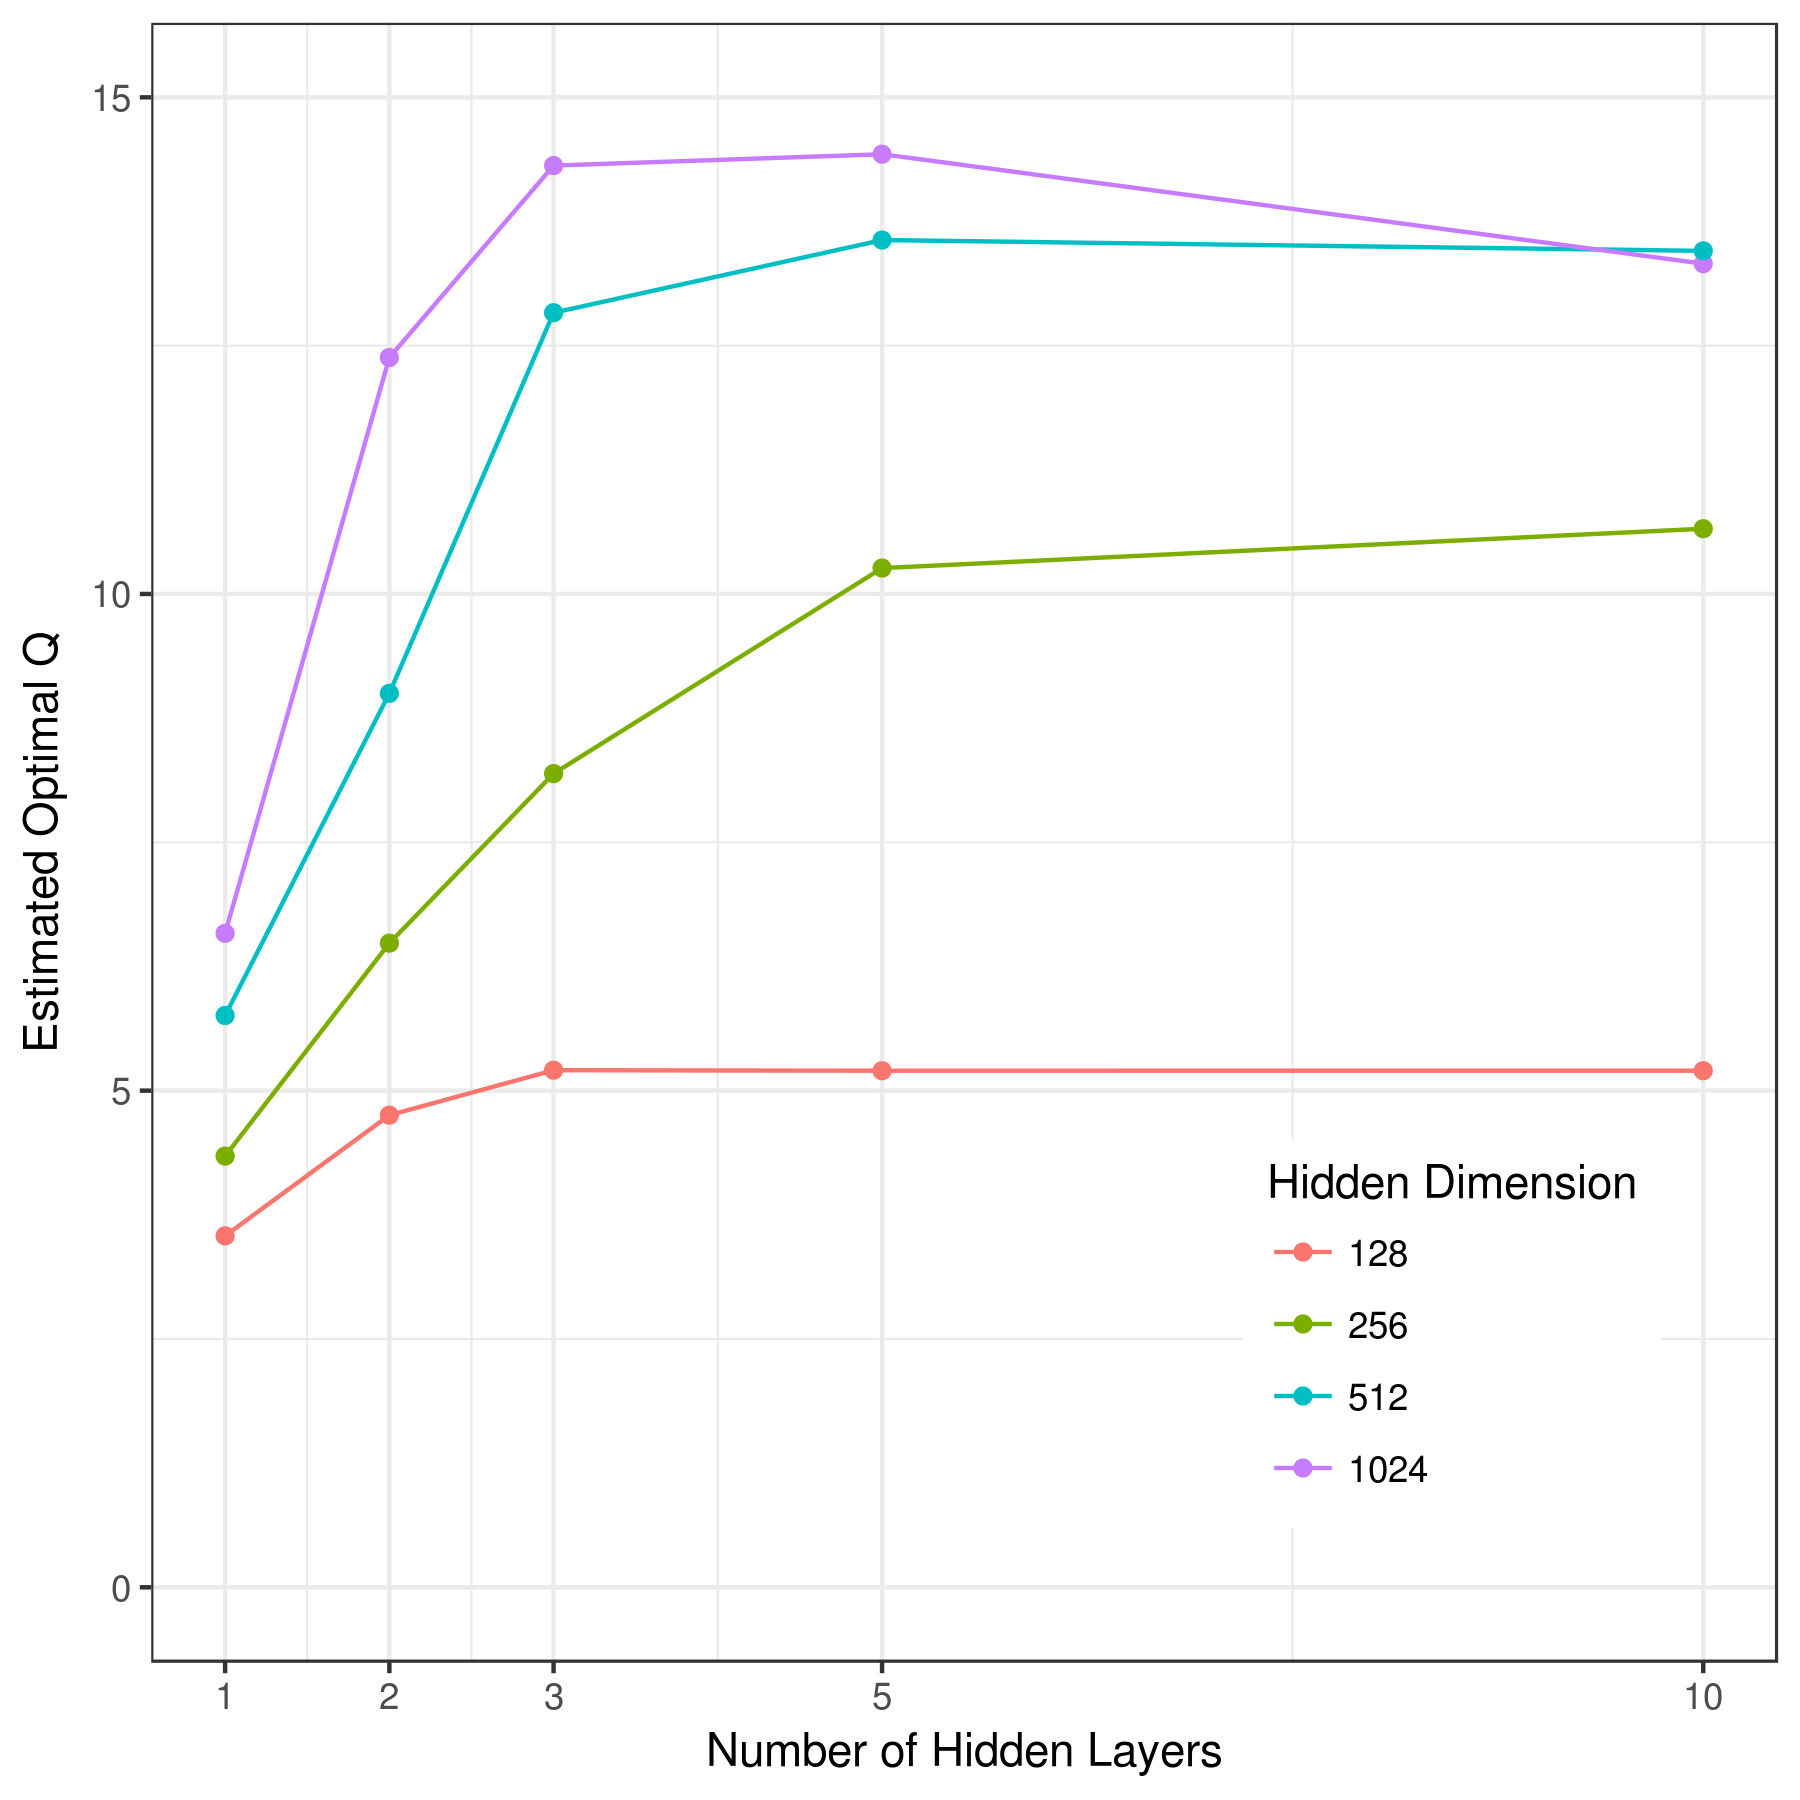 15
10
5
0
Estimated Optimal Q
Hidden Dimension
128
256
512
1024
1 2 3 5 10
Number of Hidden Layers